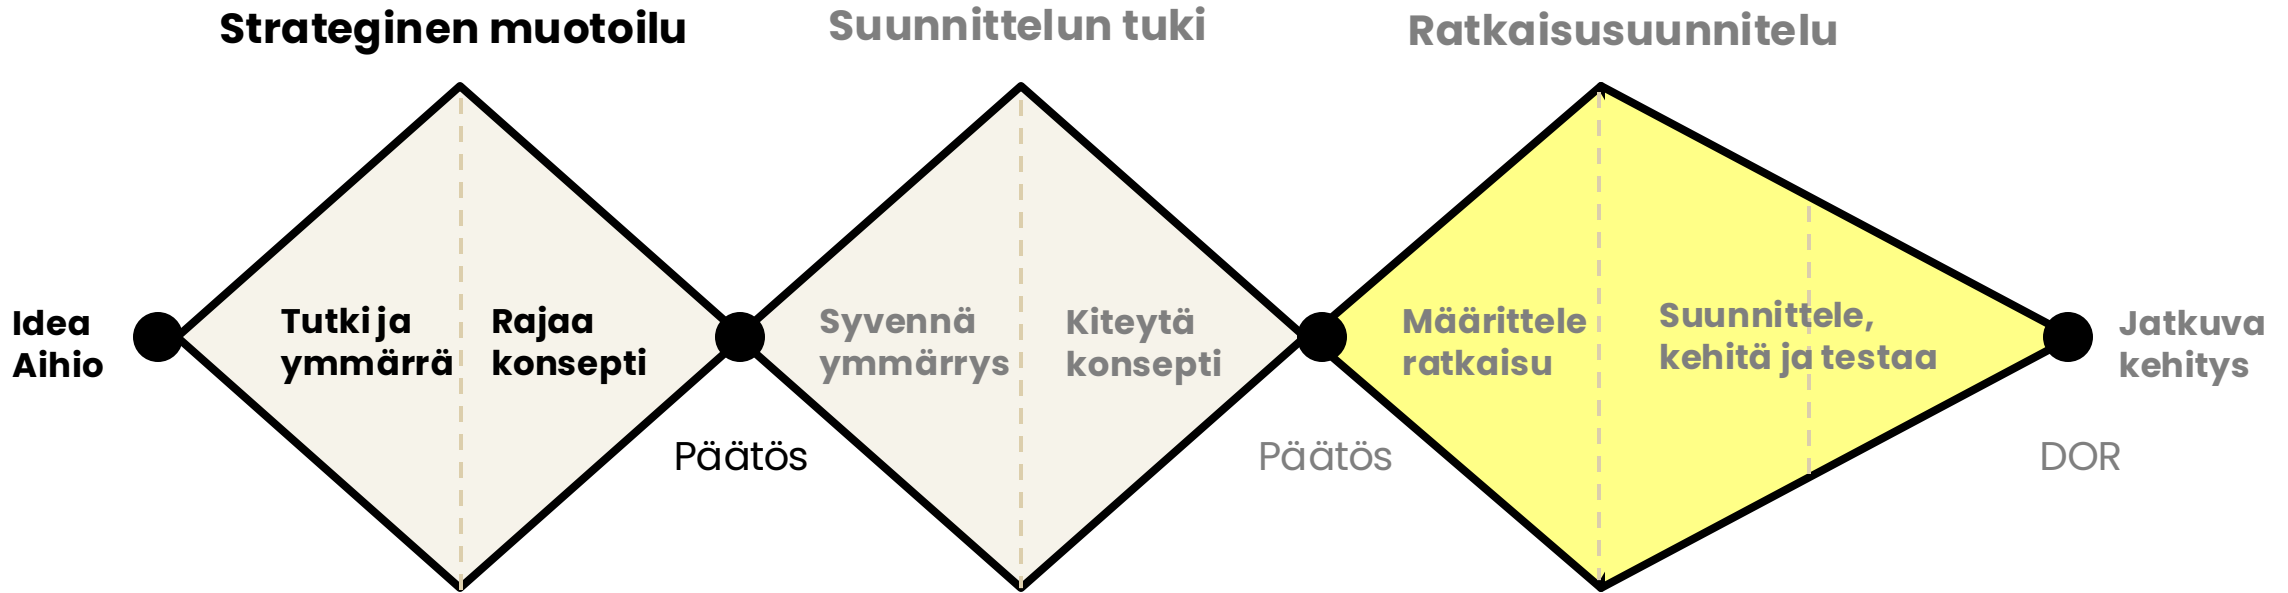 Strateginen muotoilu
Suunnittelun tuki
Ratkaisusuunnitelu
Idea
Aihio
Tutki ja
ymmärrä
Rajaa
konsepti
Päätös
Syvennä
ymmärrys
Kiteytä
konsepti
Päätös
Määrittele
ratkaisu
Suunnittele,
kehitä ja testaa
Jatkuva
kehitys
DOR